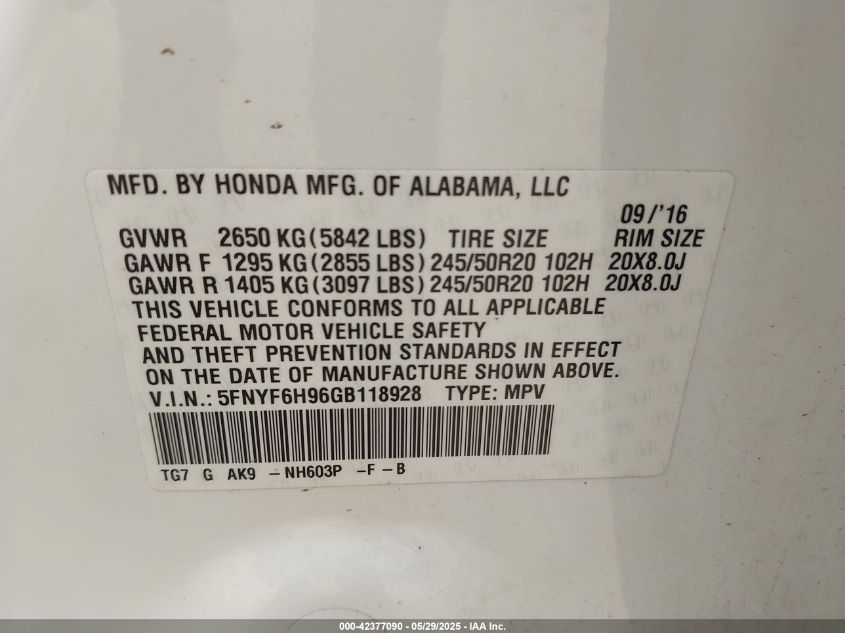 MFD. BY HONDA MFG. OF ALABAMA, LLC
09/'16
GVWR 2650 KG(5842 LBS) TIRE SIZE RIM SIZE
GAWR F 1295 KG(2855 LBS) 245/50R20 102H 20X8.0J
GAWR R 1405 KG(3097 LBS) 245/50R20 102H 20X8.0J
THIS VEHICLE CONFORMS TO ALL APPLICABLE
FEDERAL MOTOR VEHICLE SAFETY
AND THEFT PREVENTION STANDARDS IN EFFECT
ON THE DATE OF MANUFACTURE SHOWN ABOVE.
V.I.N.: 5FNYF6H96GB118928 TYPE: MPV
TG7 G AK9 -NH603P -F-B
000-42377090 - 05/29/2025 - IAA Inc.